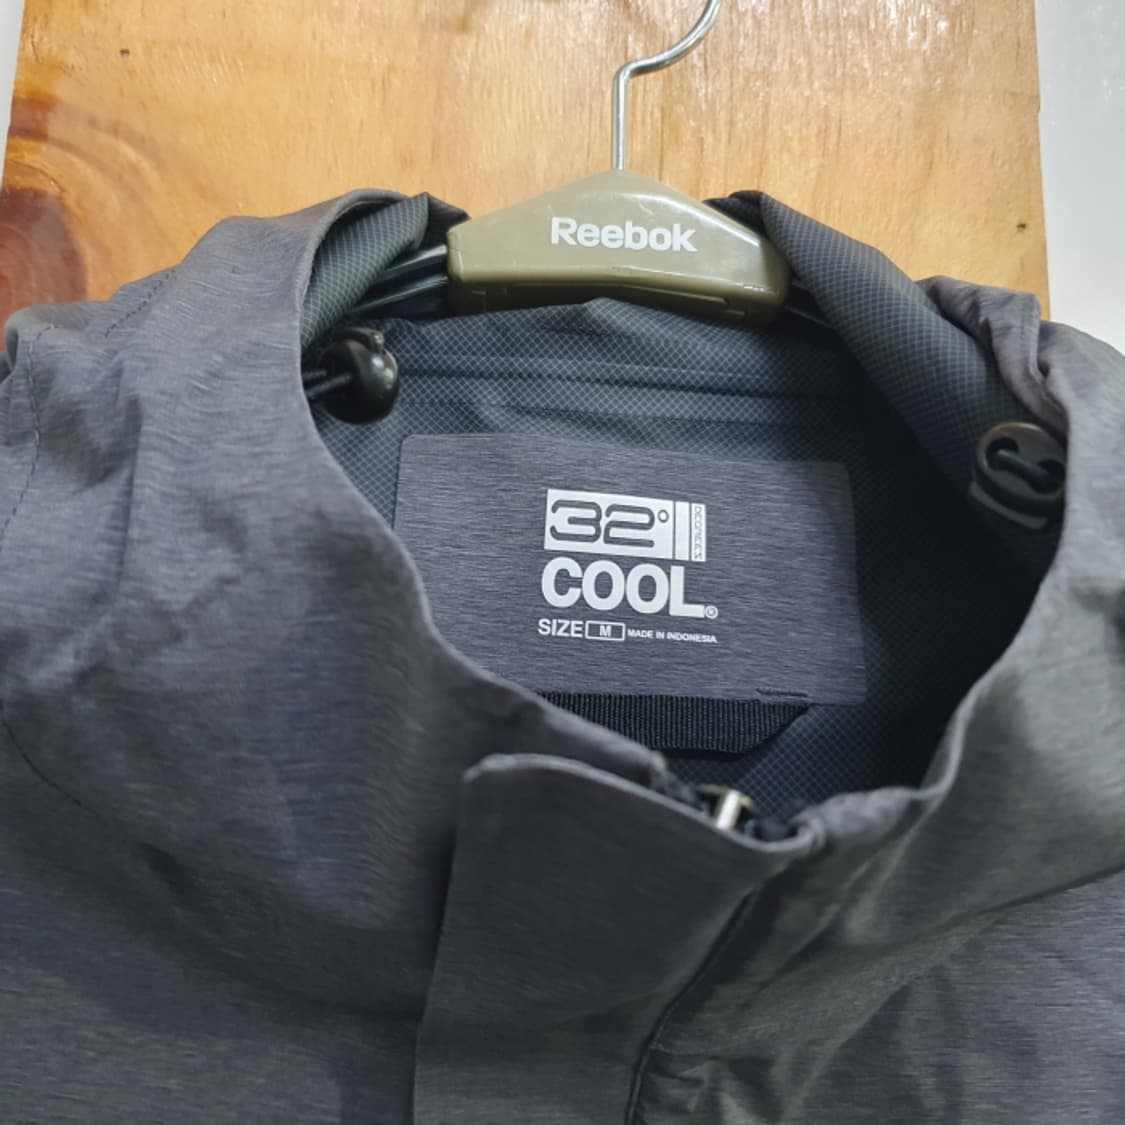 Reebok
32°
DEGREES
COOL
SIZE M MADE IN INDONESIA